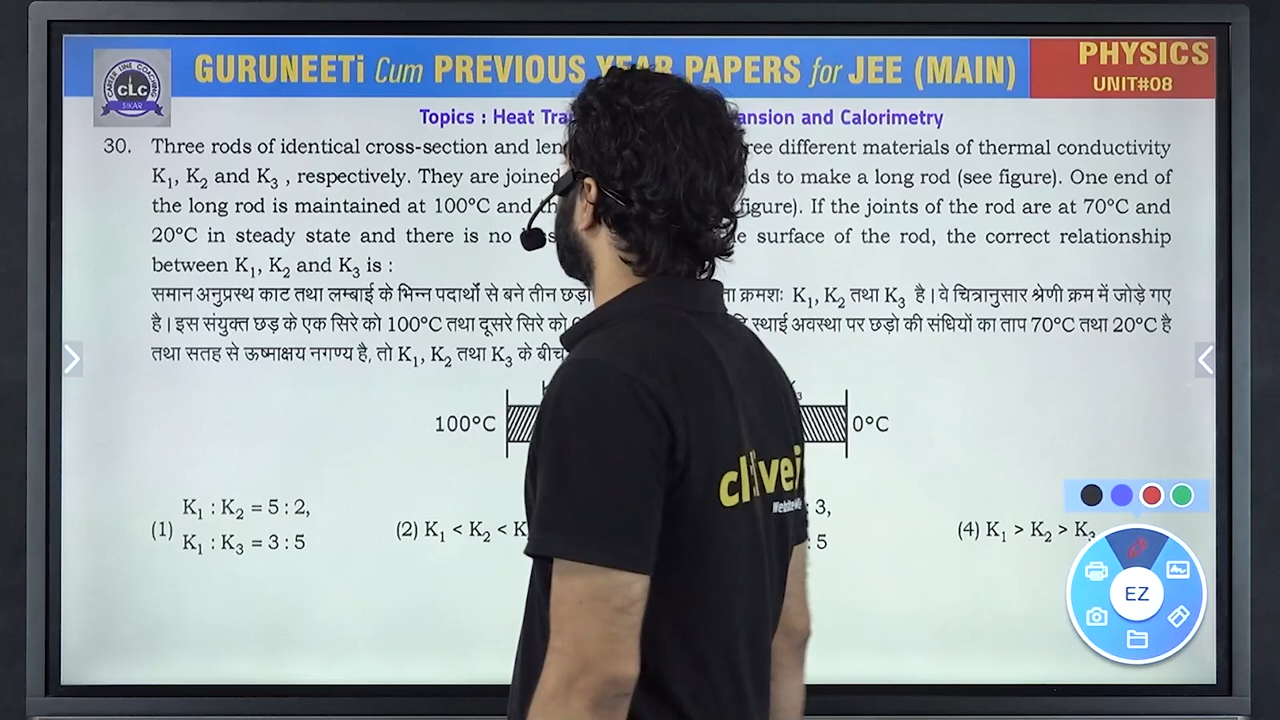 GURUNEETi Cum PREVIOUS YEAR PAPERS for JEE (MAIN)
PHYSICS
UNIT#08
CAREER LINE COACHING
CLC
SIKAR
Topics : Heat and Calorimetry
30. Three rods of identical cross-section and different materials of thermal conductivity
K1, K2 and K3 , respectively. They are joined to make a long rod (see figure). One end of
the long rod is maintained at 100°C and figure). If the joints of the rod are at 70°C and
20°C in steady state and there is no surface of the rod, the correct relationship
between K1, K2 and K3 is :
समान अनुप्रस्थ काट तथा लम्बाई के भिन्न पदार्थों से बने तीन क्रमशः K1, K2 तथा K3 है। वे चित्रानुसार श्रेणी क्रम में जोड़े गए
है। इस संयुक्त छड़ के एक सिरे को 100°C तथा दूसरे सिरे को स्थाई अवस्था पर छड़ो की संधियों का ताप 70°C तथा 20°C है
तथा सतह से ऊष्माक्षय नगण्य है, तो K1, K2 तथा K3 के बीच
100°C 0°C
(1) K1 : K2 = 5 : 2,
K1 : K3 = 3 : 5
(2) K1 < K2 < K
: 3,
: 5
(4) K1 > K2 > K3
EZ